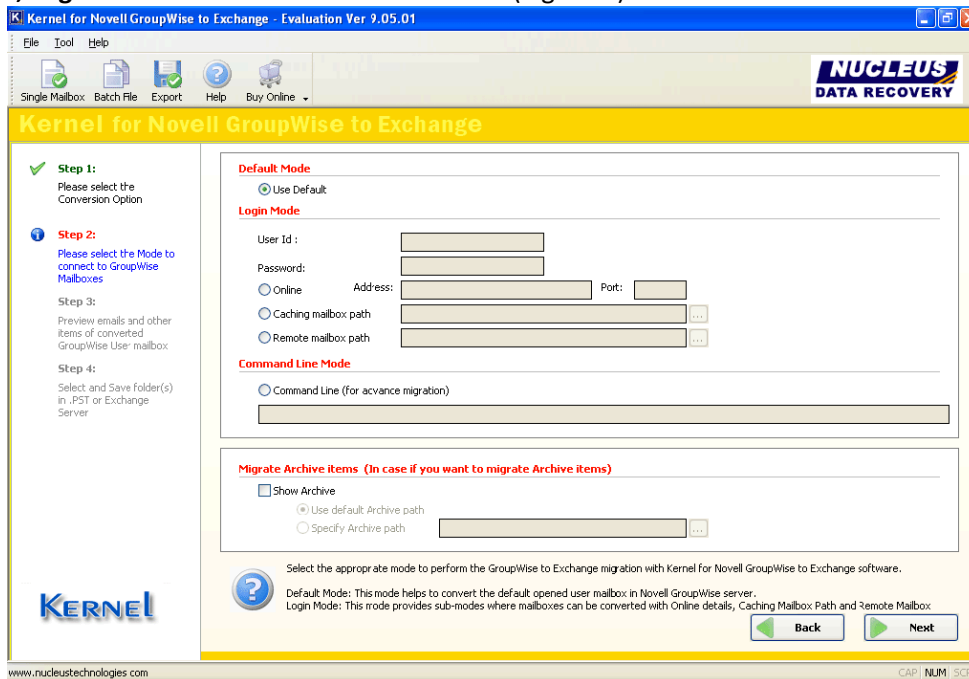 Kernel for Novell GroupWise to Exchange - Evaluation Ver 9.05.01
File Tool Help
Single Mailbox Batch File Export Help Buy Online
NUCLEUS
DATA RECOVERY
Kernel for Novell GroupWise to Exchange
Step 1:
Please select the
Conversion Option
Step 2:
Please select the Mode to
connect to GroupWise
Mailboxes
Step 3:
Preview emails and other
items of converted
GroupWise User mailbox
Step 4:
Select and Save folder(s)
in .PST or Exchange
Server
Default Mode
Use Default
Login Mode
User Id :
Password:
Online Address: Port:
Caching mailbox path ...
Remote mailbox path ...
Command Line Mode
Command Line (for acvance migration)
Migrate Archive items (In case if you want to migrate Archive items)
Show Archive
Use default Archive path
Specify Archive path ...
Select the appropriate mode to perform the GroupWise to Exchange migration with Kernel for Novell GroupWise to Exchange software.
Default Mode: This mode helps to convert the default opened user mailbox in Novell GroupWise server.
Login Mode: This mode provides sub-modes where mailboxes can be converted with Online details, Caching Mailbox Path and Remote Mailbox
Back Next
KERNEL
www.nucleustechnologies com CAP NUM SCR